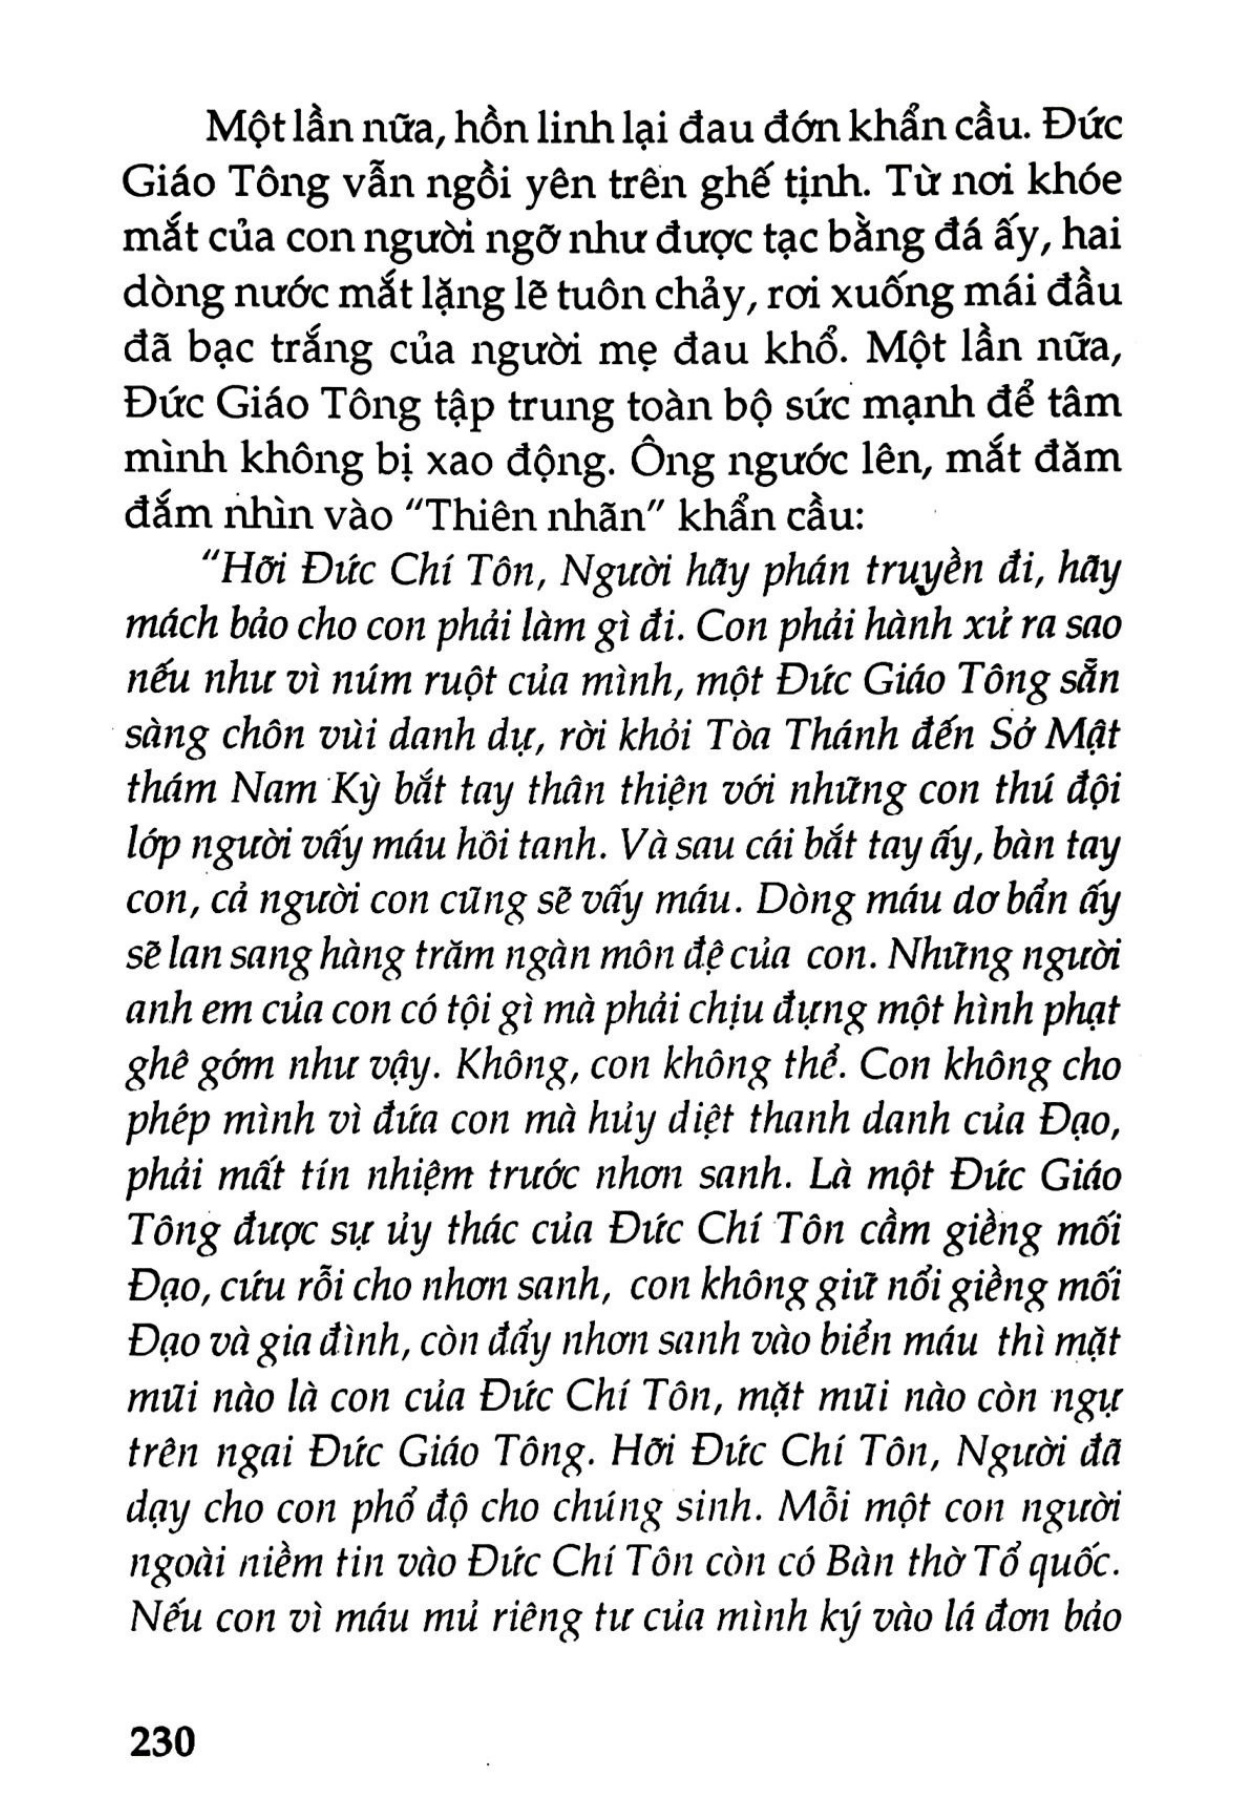 Một lần nữa, hồn linh lại đau đớn khẩn cầu. Đức
Giáo Tông vẫn ngồi yên trên ghế tịnh. Từ nơi khóe
mắt của con người ngỡ như được tạc bằng đá ấy, hai
dòng nước mắt lặng lẽ tuôn chảy, rơi xuống mái đầu
đã bạc trắng của người mẹ đau khổ. Một lần nữa,
Đức Giáo Tông tập trung toàn bộ sức mạnh để tâm
mình không bị xao động. Ông ngước lên, mắt đăm
đắm nhìn vào "Thiên nhãn" khẩn cầu:
"Hỡi Đức Chí Tôn, Người hãy phán truyền đi, hãy
mách bảo cho con phải làm gì đi. Con phải hành xử ra sao
nếu như vì núm ruột của mình, một Đức Giáo Tông sẵn
sàng chôn vùi danh dự, rời khỏi Tòa Thánh đến Sở Mật
thám Nam Kỳ bắt tay thân thiện với những con thú đội
lớp người vấy máu hôi tanh. Và sau cái bắt tay ấy, bàn tay
con, cả người con cũng sẽ vấy máu. Dòng máu dơ bẩn ấy
sẽ lan sang hàng trăm ngàn môn đệ của con. Những người
anh em của con có tội gì mà phải chịu đựng một hình phạt
ghê gớm như vậy. Không, con không thể. Con không cho
phép mình vì đứa con mà hủy diệt thanh danh của Đạo,
phải mất tín nhiệm trước nhơn sanh. Là một Đức Giáo
Tông được sự ủy thác của Đức Chí Tôn cầm giềng mối
Đạo, cứu rỗi cho nhơn sanh, con không giữ nổi giềng mối
Đạo và gia đình, còn đẩy nhơn sanh vào biển máu thì mặt
mũi nào là con của Đức Chí Tôn, mặt mũi nào còn ngự
trên ngai Đức Giáo Tông. Hỡi Đức Chí Tôn, Người đã
dạy cho con phổ độ cho chúng sinh. Mỗi một con người
ngoài niềm tin vào Đức Chí Tôn còn có Bàn thờ Tổ quốc.
Nếu con vì máu mủ riêng tư của mình ký vào lá đơn bảo
230